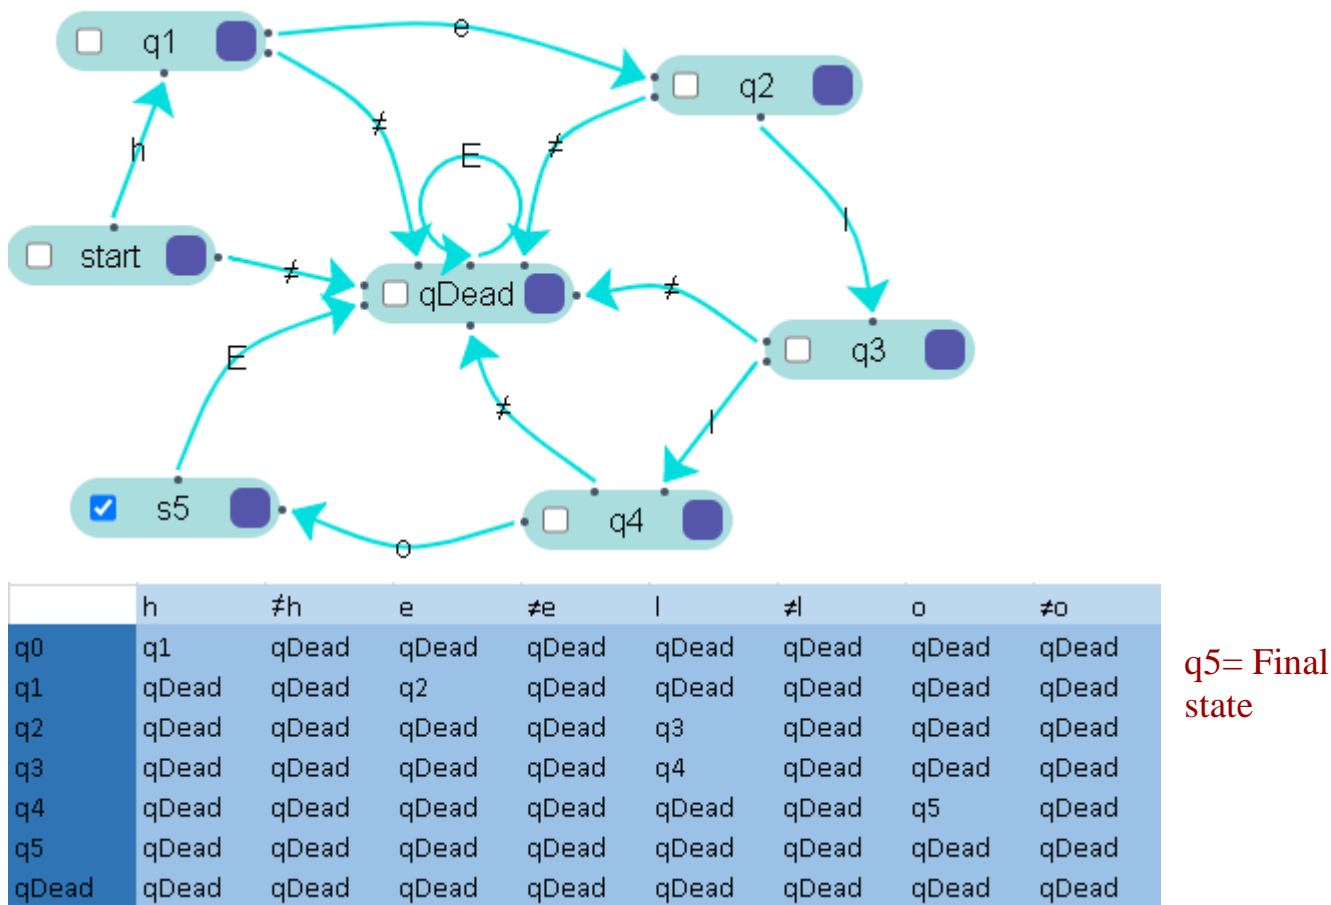 q1
e
q2
≠
≠
E
h
l
start
≠
qDead
≠
q3
E
≠
l
s5
q4
o
h ≠h e ≠e l ≠l o ≠o
q0 q1 qDead qDead qDead qDead qDead qDead qDead
q1 qDead qDead q2 qDead qDead qDead qDead qDead
q2 qDead qDead qDead qDead q3 qDead qDead qDead
q3 qDead qDead qDead qDead q4 qDead qDead qDead
q4 qDead qDead qDead qDead qDead qDead q5 qDead
q5 qDead qDead qDead qDead qDead qDead qDead qDead
qDead qDead qDead qDead qDead qDead qDead qDead qDead
q5= Final
state